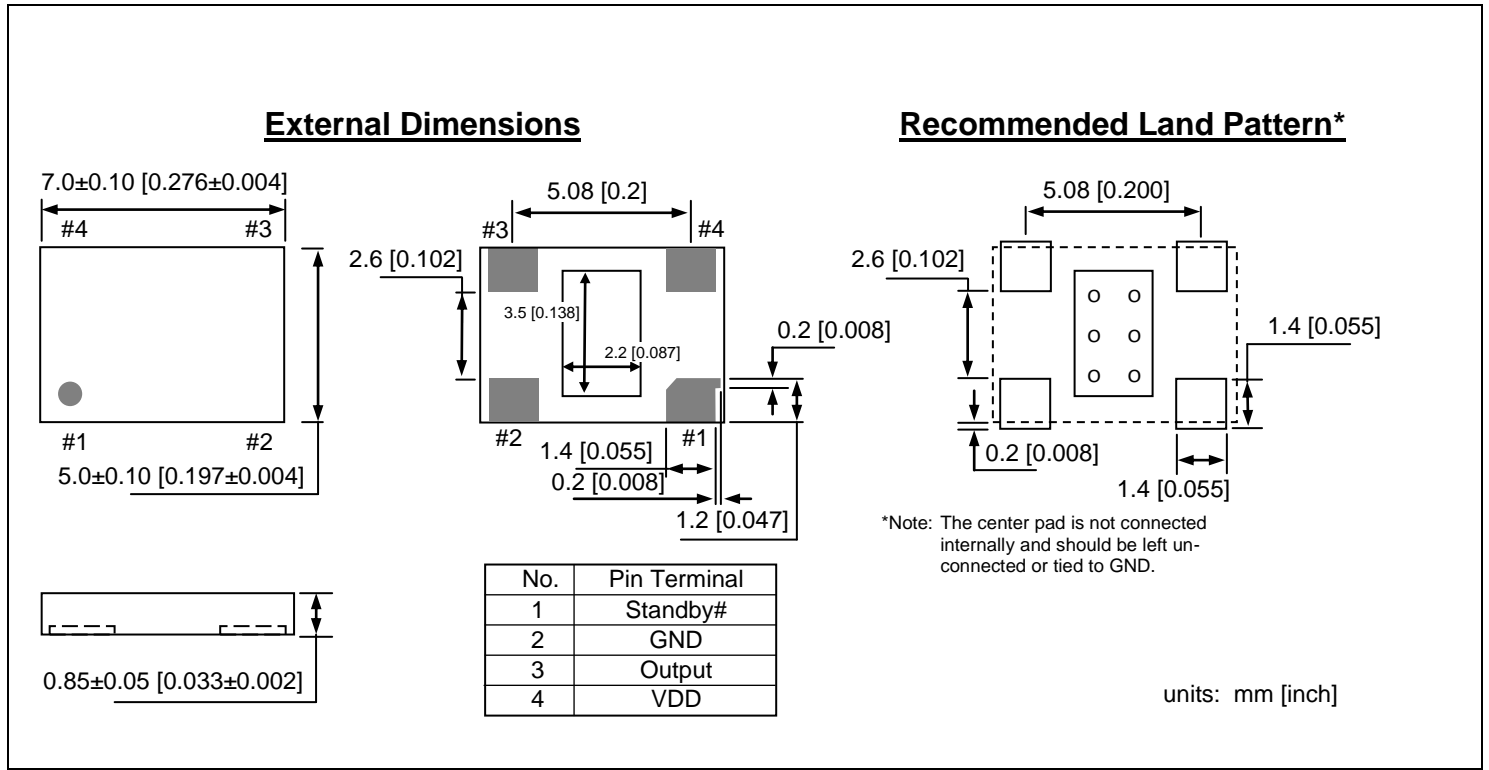 External Dimensions
Recommended Land Pattern*
7.0±0.10 [0.276±0.004]
#4 #3
#1 #2
5.0±0.10 [0.197±0.004]
5.08 [0.2]
#3 #4
2.6 [0.102]
3.5 [0.138]
2.2 [0.087]
0.2 [0.008]
#2 #1
1.4 [0.055]
0.2 [0.008]
1.2 [0.047]
5.08 [0.200]
2.6 [0.102]
1.4 [0.055]
0.2 [0.008]
1.4 [0.055]
*Note: The center pad is not connected
internally and should be left un-
connected or tied to GND.
0.85±0.05 [0.033±0.002]
No. Pin Terminal
1 Standby#
2 GND
3 Output
4 VDD
units: mm [inch]